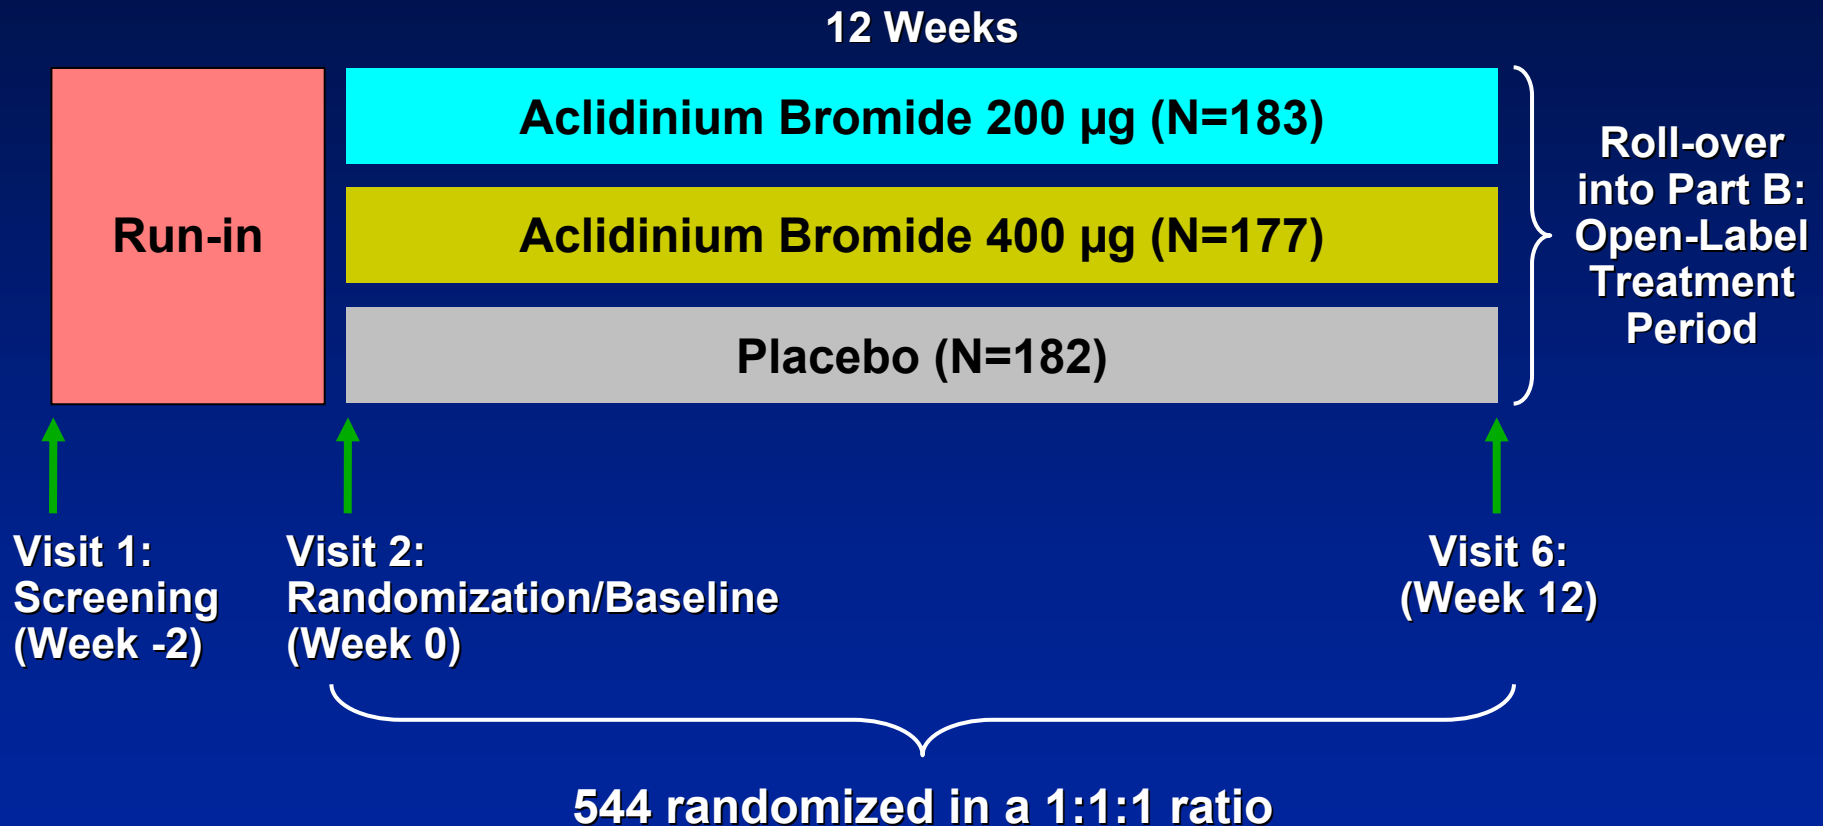 12 Weeks
Run-in
Aclidinium Bromide 200 µg (N=183)
Aclidinium Bromide 400 µg (N=177)
Placebo (N=182)
Roll-over
into Part B:
Open-Label
Treatment
Period
Visit 1:
Screening
(Week -2)
Visit 2:
Randomization/Baseline
(Week 0)
Visit 6:
(Week 12)
544 randomized in a 1:1:1 ratio